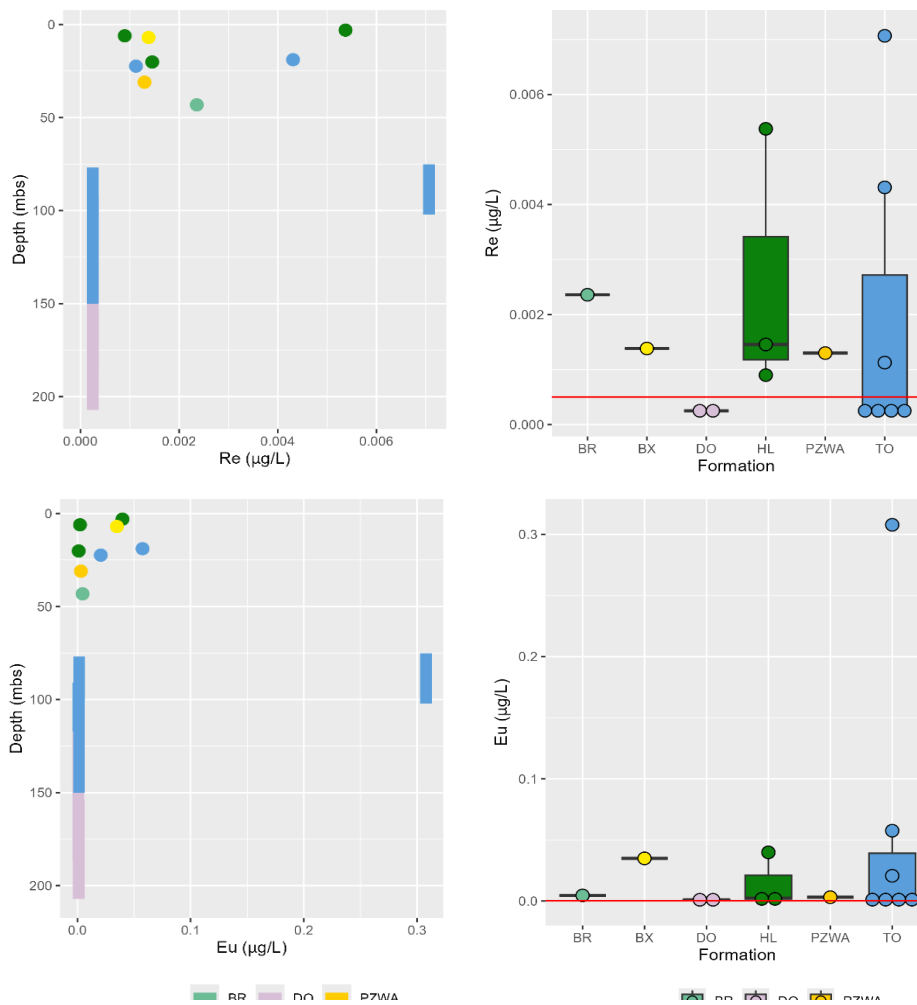 0
50
100
150
200
Depth (mbs)
0.000
0.002
0.004
0.006
Re (µg/L)
0.006
0.004
0.002
0.000
Re (µg/L)
BR
BX
DO
HL
PZWA
TO
Formation
0
50
100
150
200
Depth (mbs)
0.0
0.1
0.2
0.3
Eu (µg/L)
0.3
0.2
0.1
0.0
Eu (µg/L)
BR
BX
DO
HL
PZWA
TO
Formation
BR
DO
PZWA
BR
DO
PZWA